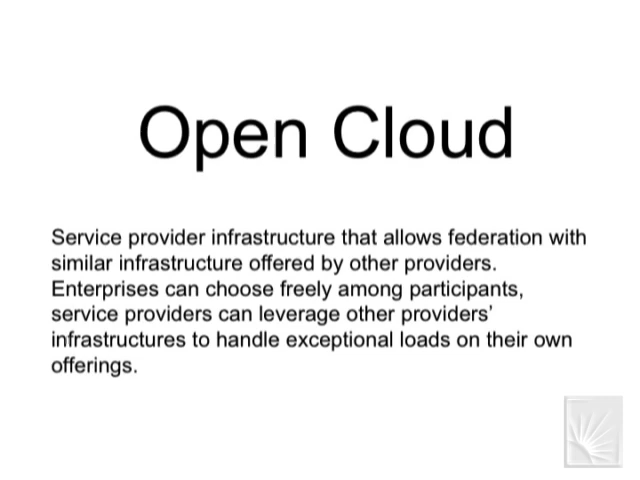 Open Cloud
Service provider infrastructure that allows federation with
similar infrastructure offered by other providers.
Enterprises can choose freely among participants,
service providers can leverage other providers’
infrastructures to handle exceptional loads on their own
offerings.